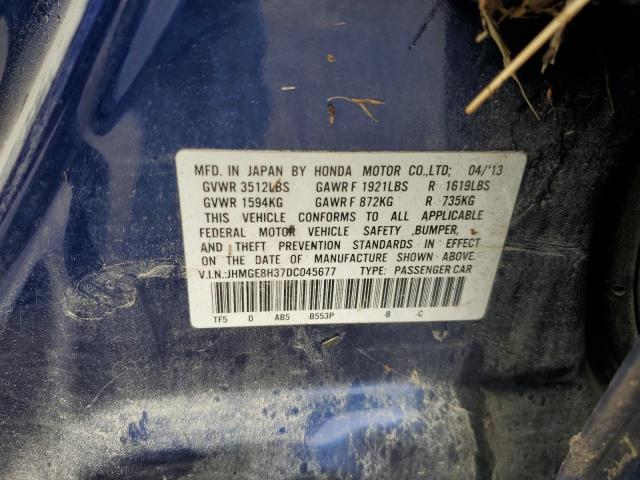 MFD. IN JAPAN BY HONDA MOTOR CO.,LTD; 04/'13
GVWR 3512LBS GAWR F 1921LBS R 1619LBS
GVWR 1594KG GAWR F 872KG R 735KG
THIS VEHICLE CONFORMS TO ALL APPLICABLE
FEDERAL MOTOR VEHICLE SAFETY ,BUMPER,
AND THEFT PREVENTION STANDARDS IN EFFECT
ON THE DATE OF MANUFACTURE SHOWN ABOVE.
V.I.N.:JHMGE8H37DC045677 TYPE: PASSENGER CAR
TF5 D AB5 B553P -B -C